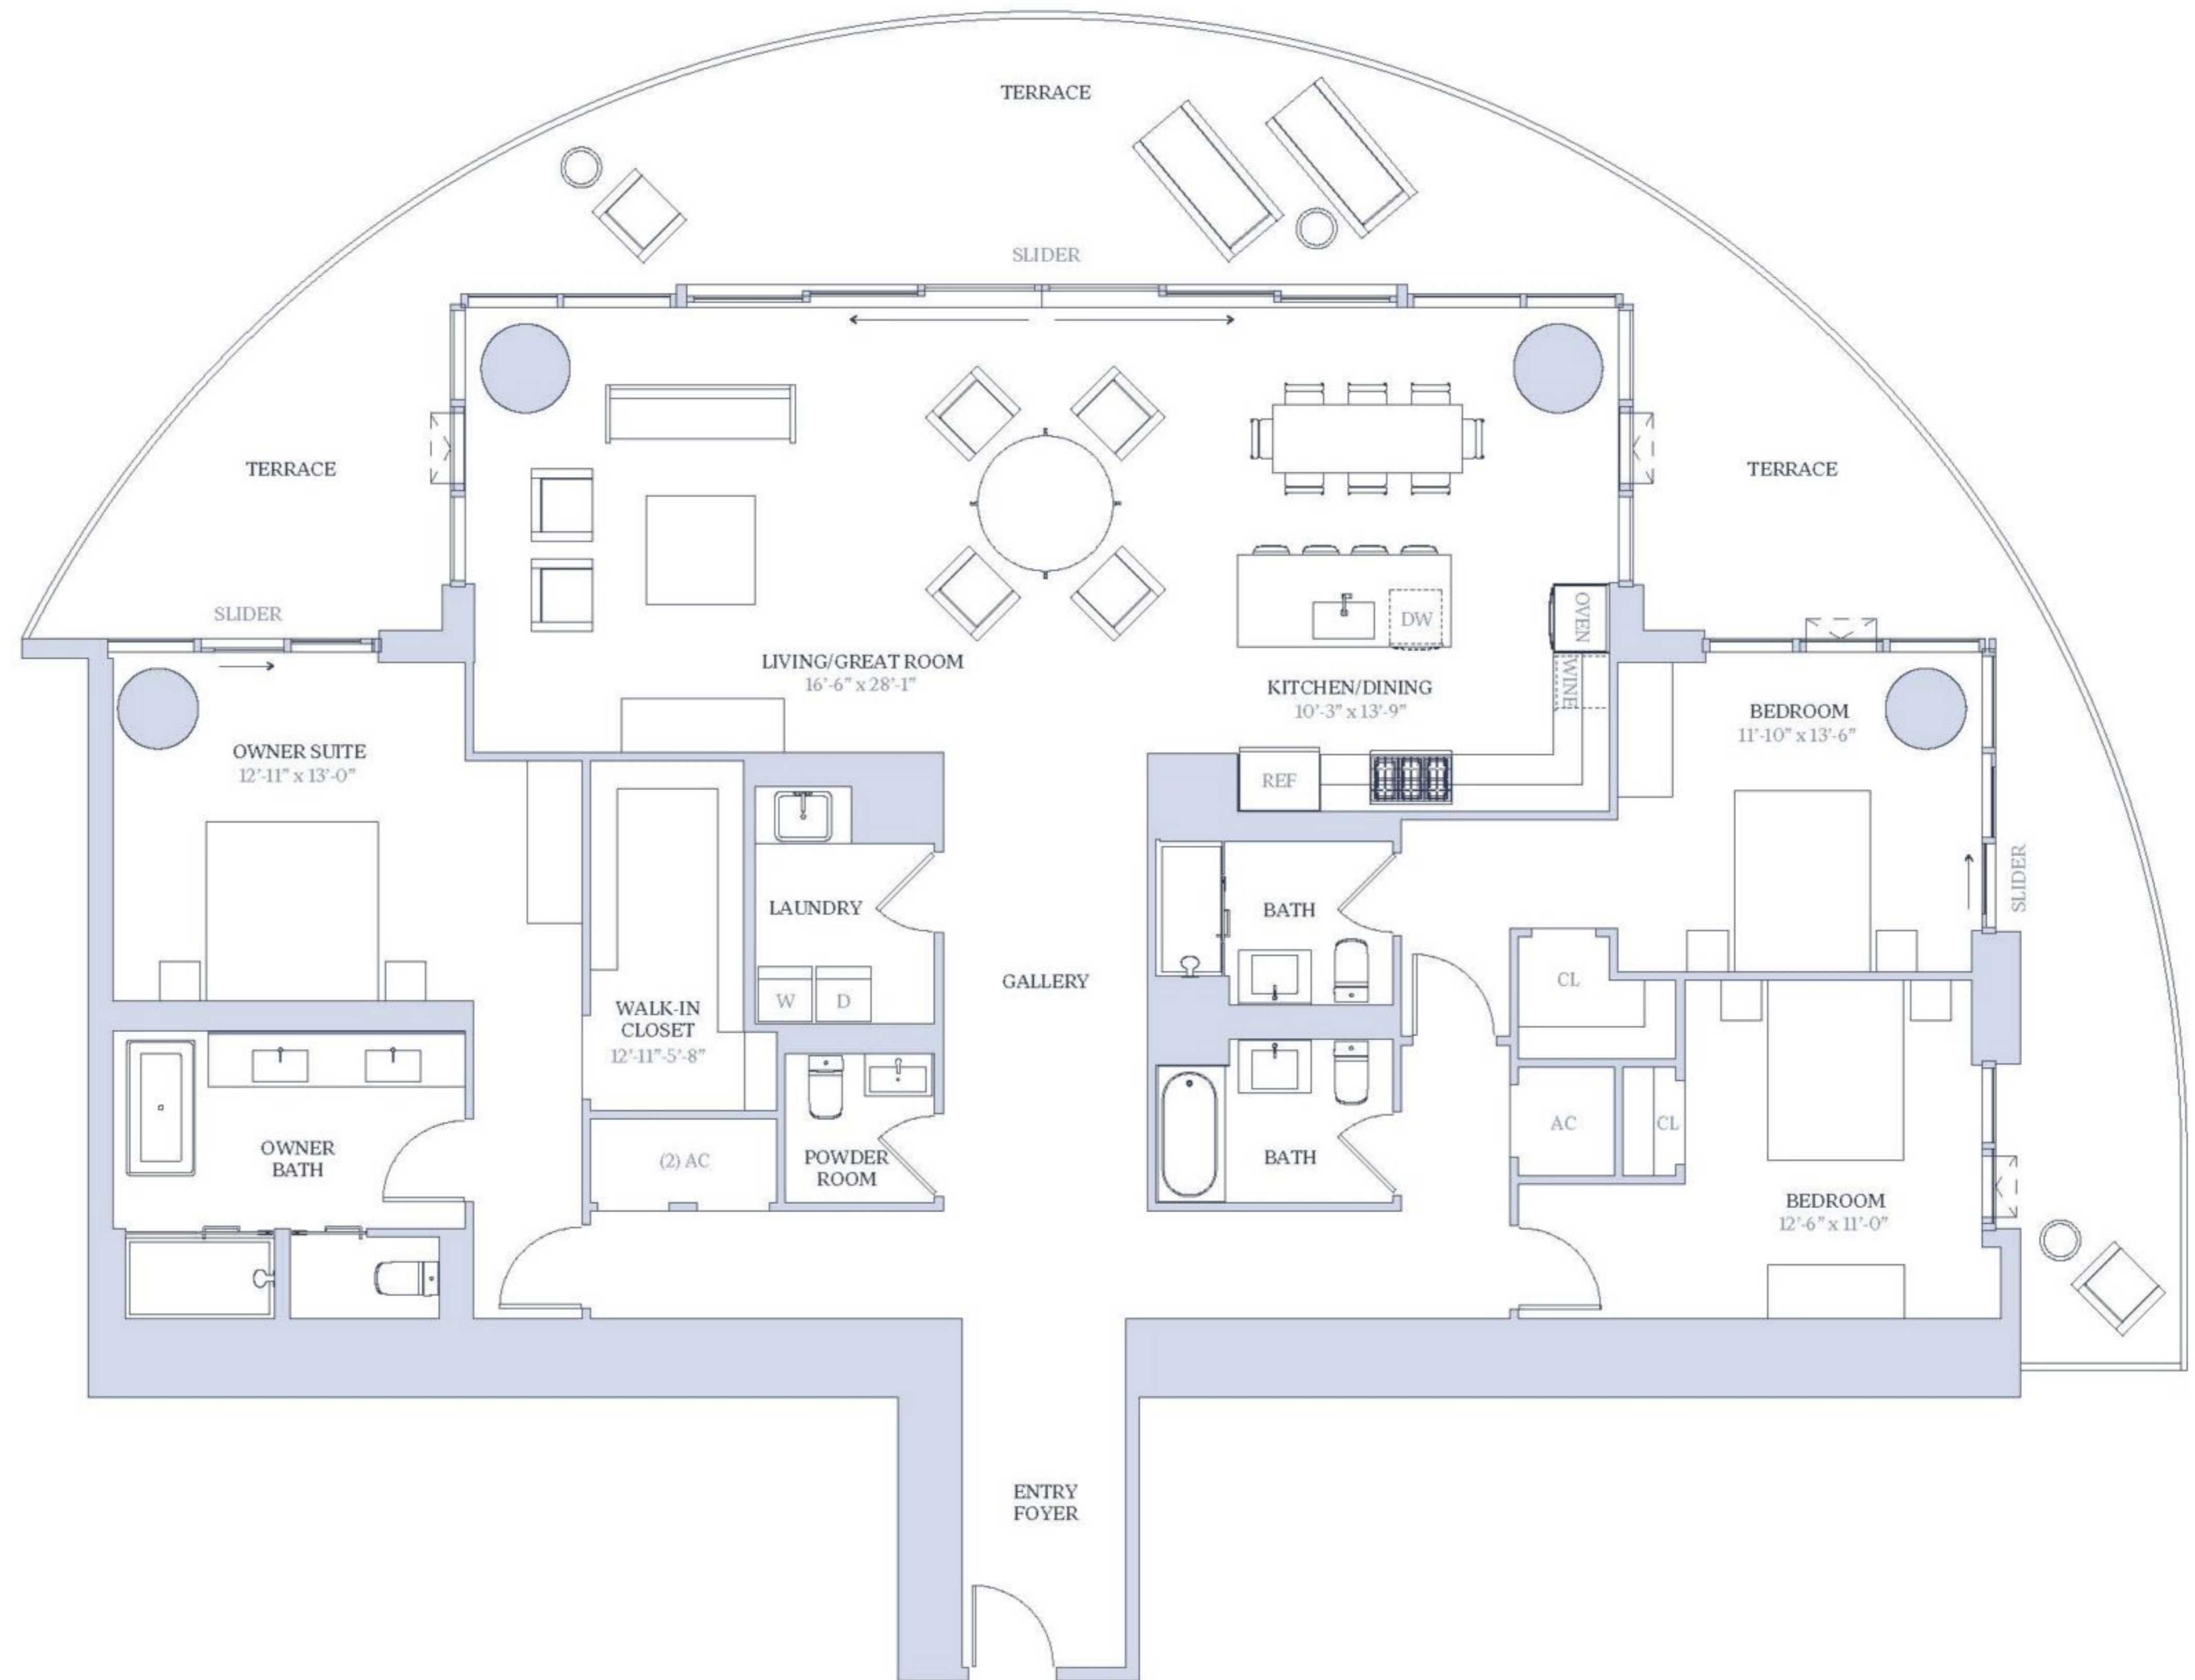 TERRACE
SLIDER
TERRACE
TERRACE
SLIDER
LIVING/GREAT ROOM
16'-6" x 28'-1"
DW
OVEN
WINE
KITCHEN/DINING
10'-3" x 13'-9"
REF
OWNER SUITE
12'-11" x 13'-0"
BEDROOM
11'-10" x 13'-6"
SLIDER
LAUNDRY
W
D
BATH
GALLERY
CL
WALK-IN
CLOSET
12'-11"-5'-8"
OWNER
BATH
(2) AC
POWDER
ROOM
BATH
AC
CL
BEDROOM
12'-6" x 11'-0"
ENTRY
FOYER